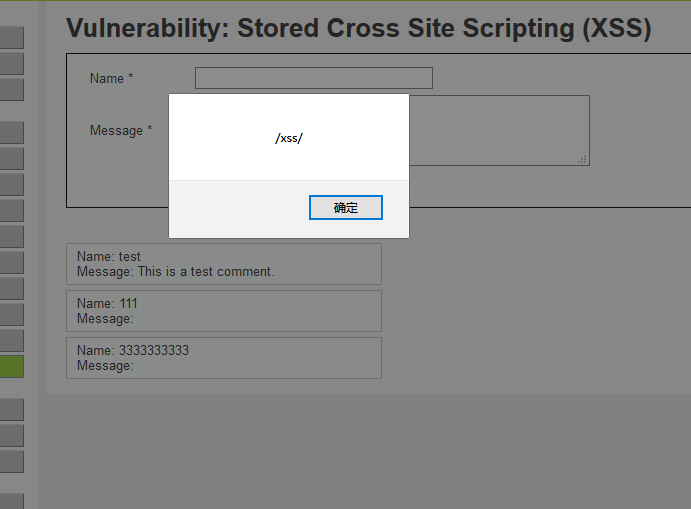 Vulnerability: Stored Cross Site Scripting (XSS)
Name *
Message *
/xss/
确定
Name: test
Message: This is a test comment.
Name: 111
Message:
Name: 3333333333
Message: